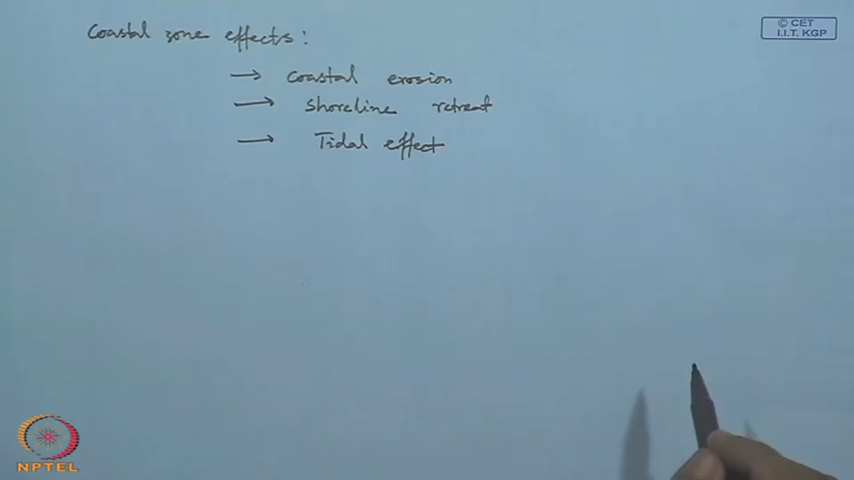 Coastal zone effects:
→ coastal erosion
→ shoreline retreat
→ Tidal effect
© CET
I.I.T. KGP
NPTEL